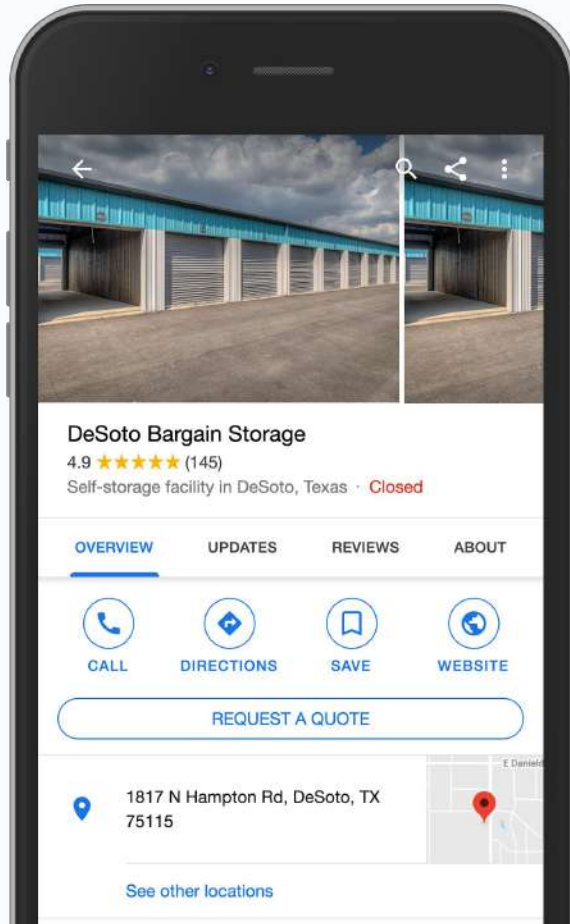 DeSoto Bargain Storage
4.9 ★★★★★ (145)
Self-storage facility in DeSoto, Texas · Closed
OVERVIEW UPDATES REVIEWS ABOUT
CALL DIRECTIONS SAVE WEBSITE
REQUEST A QUOTE
E Danield
1817 N Hampton Rd, DeSoto, TX
75115
See other locations